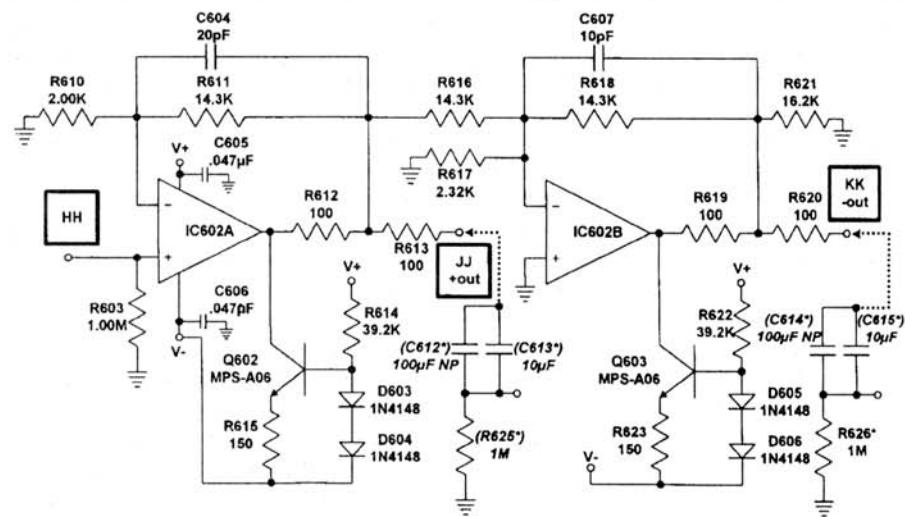 C604
20pF
C607
10pF
R610
2.00K
R611
14.3K
R616
14.3K
R618
14.3K
R621
16.2K
V+
C605
.047µF
R617
2.32K
HH
IC602A
R612
100
R613
100
JJ
+out
IC602B
R619
100
R620
100
KK
-out
R603
1.00M
C606
.047pF
V-
V+
R614
39.2K
Q602
MPS-A06
D603
1N4148
D604
1N4148
R615
150
(C612*)
100µF NP
(C613*)
10µF
(R625*)
1M
V+
R622
39.2K
Q603
MPS-A06
D605
1N4148
D606
1N4148
V-
R623
150
(C614*)
100µF NP
(C615*)
10µF
R626*
1M